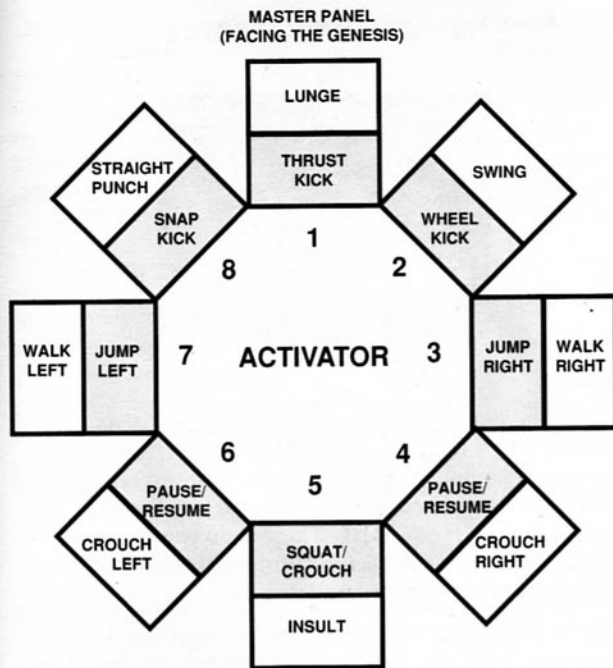 MASTER PANEL
(FACING THE GENESIS)
LUNGE
THRUST
KICK
1
SWING
WHEEL
KICK
2
JUMP
RIGHT
WALK
RIGHT
3
PAUSE/
RESUME
CROUCH
RIGHT
4
SQUAT/
CROUCH
INSULT
5
PAUSE/
RESUME
CROUCH
LEFT
6
WALK
LEFT
JUMP
LEFT
7
STRAIGHT
PUNCH
SNAP
KICK
8
ACTIVATOR